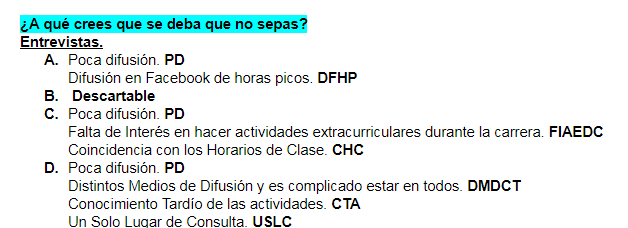 ¿A qué crees que se deba que no sepas?
Entrevistas.
A. Poca difusión. PD
Difusión en Facebook de horas picos. DFHP
B. Descartable
C. Poca difusión. PD
Falta de Interés en hacer actividades extracurriculares durante la carrera. FIAEDC
Coincidencia con los Horarios de Clase. CHC
D. Poca difusión. PD
Distintos Medios de Difusión y es complicado estar en todos. DMDCT
Conocimiento Tardío de las actividades. CTA
Un Solo Lugar de Consulta. USLC